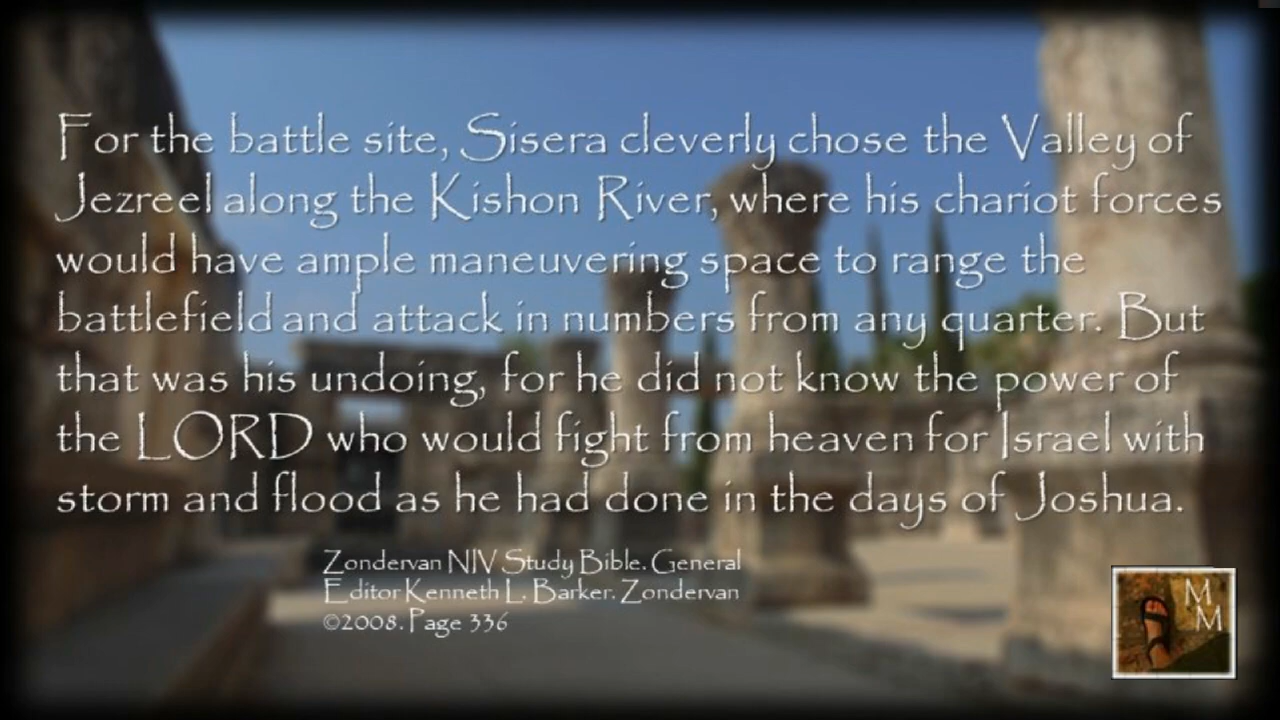 For the battle site, Sisera cleverly chose the Valley of
Jezreel along the Kishon River, where his chariot forces
would have ample maneuvering space to range the
battlefield and attack in numbers from any quarter. But
that was his undoing, for he did not know the power of
the LORD who would fight from heaven for Israel with
storm and flood as he had done in the days of Joshua.
Zondervan NIV Study Bible. General
Editor Kenneth L. Barker. Zondervan
©2008. Page 336
M
M